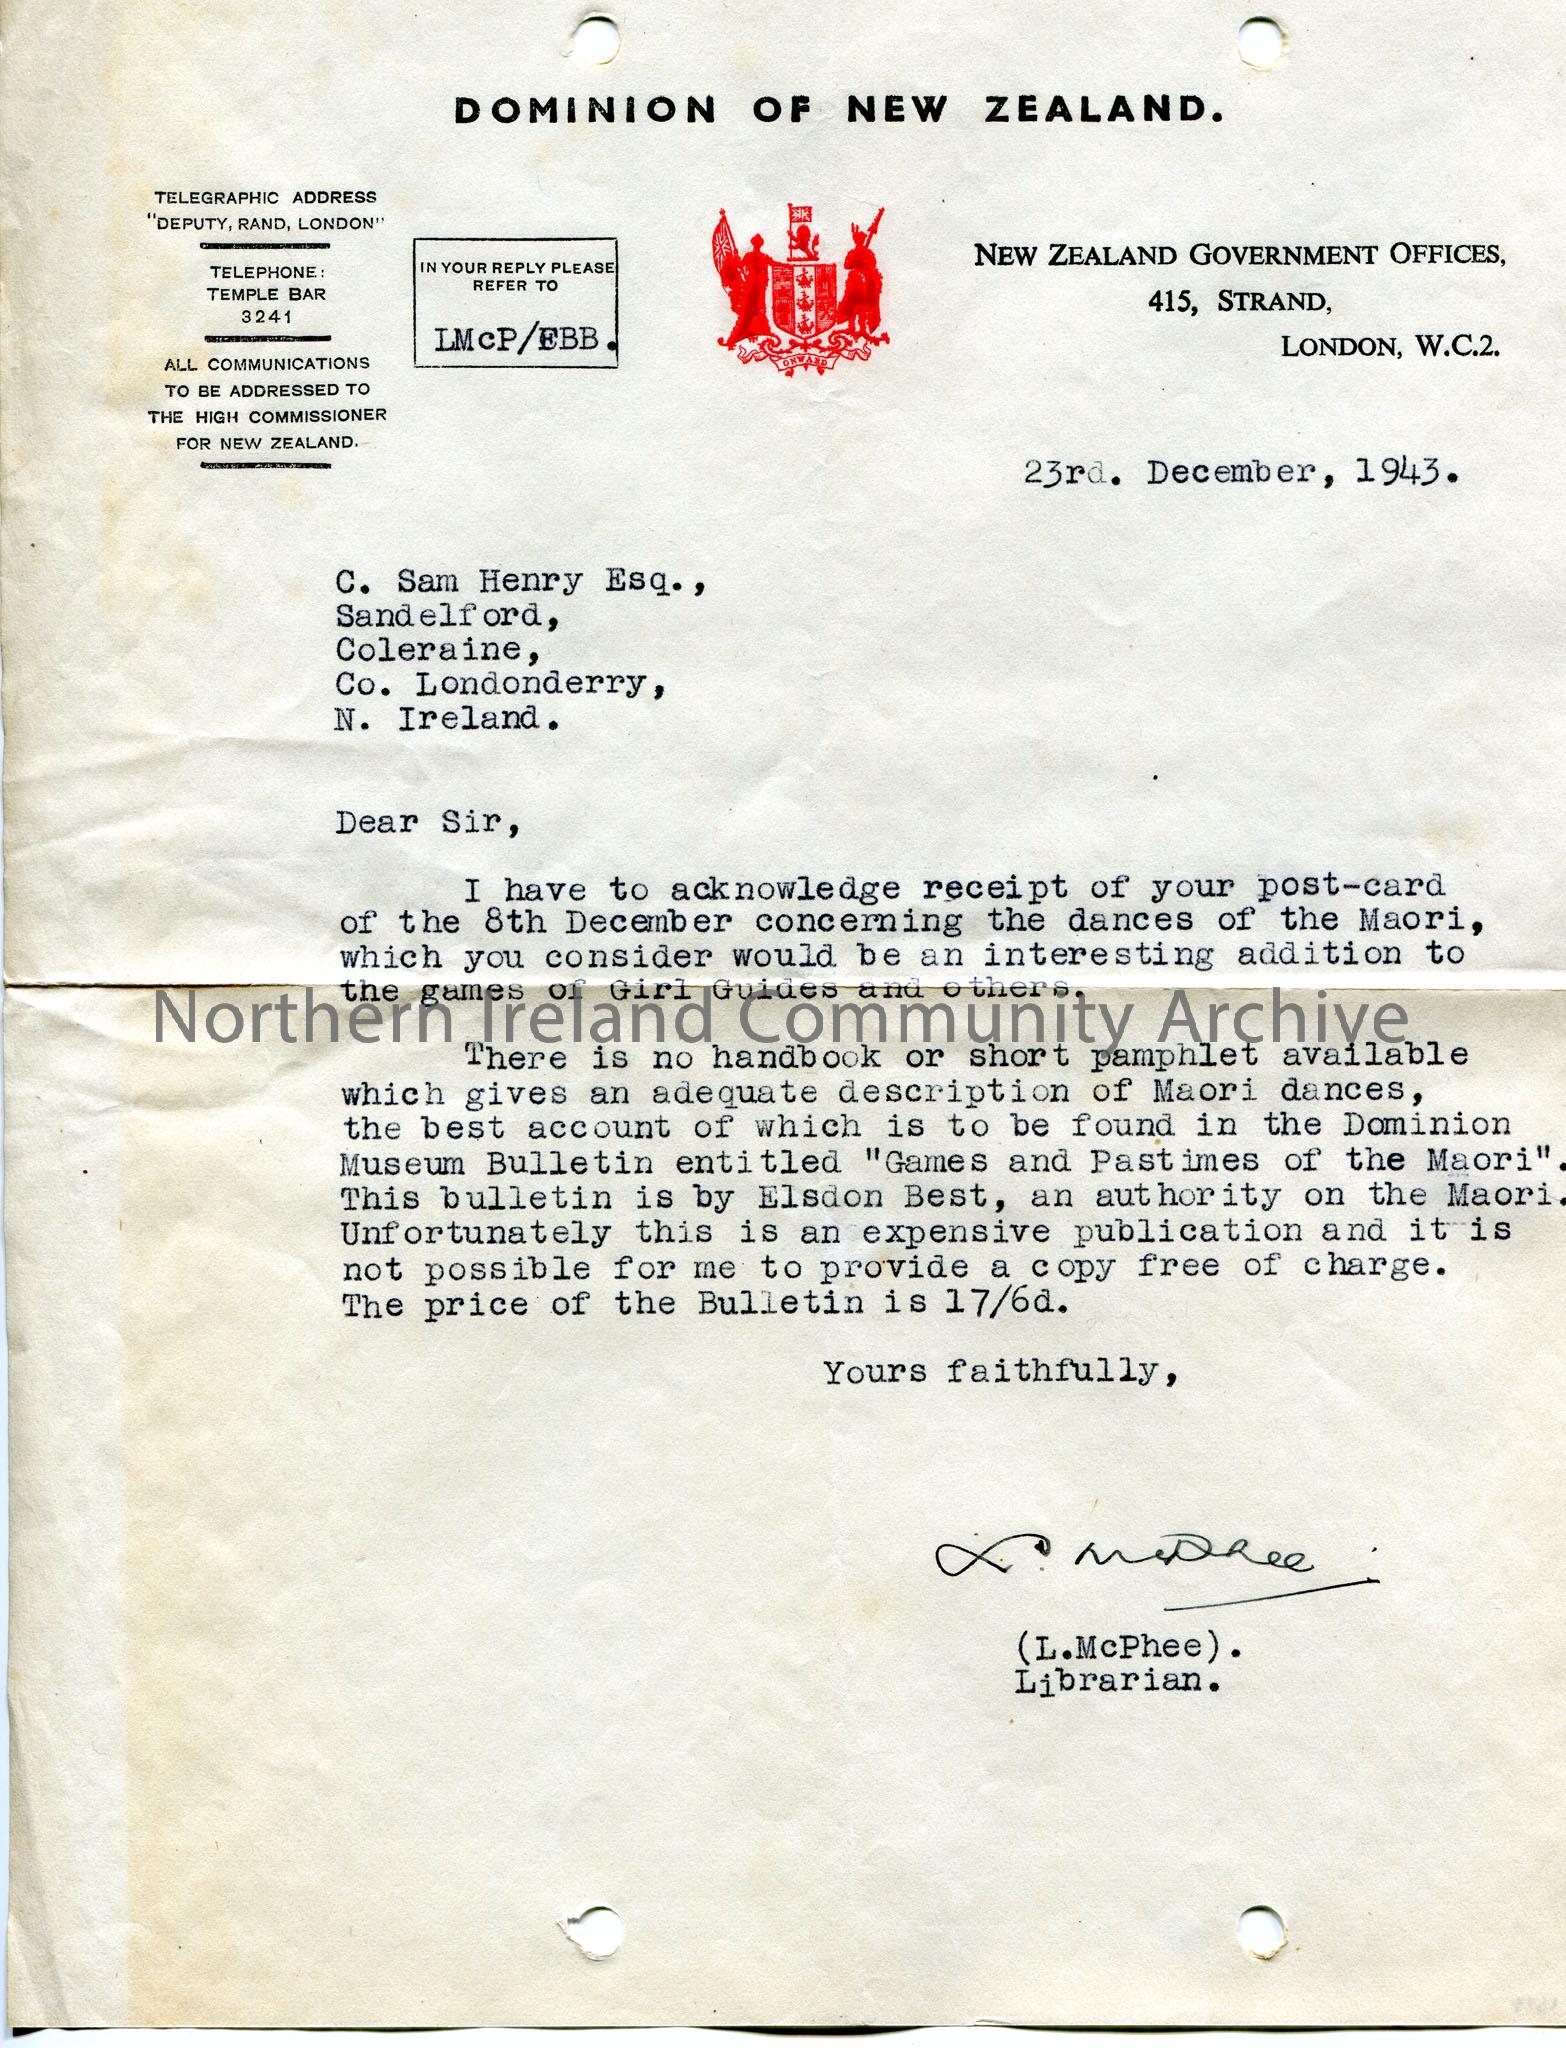 DOMINION OF NEW ZEALAND.
TELEGRAPHIC ADDRESS
"DEPUTY, RAND, LONDON"
TELEPHONE:
TEMPLE BAR
3241
ALL COMMUNICATIONS
TO BE ADDRESSED TO
THE HIGH COMMISSIONER
FOR NEW ZEALAND.
IN YOUR REPLY PLEASE
REFER TO
LMcP/EBB.
ONWARD
NEW ZEALAND GOVERNMENT OFFICES,
415, STRAND,
LONDON, W.C.2.
23rd. December, 1943.
C. Sam Henry Esq.,
Sandelford,
Coleraine,
Co. Londonderry,
N. Ireland.
Dear Sir,
I have to acknowledge receipt of your post-card
of the 8th December concerning the dances of the Maori,
which you consider would be an interesting addition to
the games of Girl Guides and others.
Northern Ireland Community Archive
There is no handbook or short pamphlet available
which gives an adequate description of Maori dances,
the best account of which is to be found in the Dominion
Museum Bulletin entitled "Games and Pastimes of the Maori".
This bulletin is by Elsdon Best, an authority on the Maori.
Unfortunately this is an expensive publication and it is
not possible for me to provide a copy free of charge.
The price of the Bulletin is 17/6d.
Yours faithfully,
L. McPhee
(L.McPhee).
Librarian.